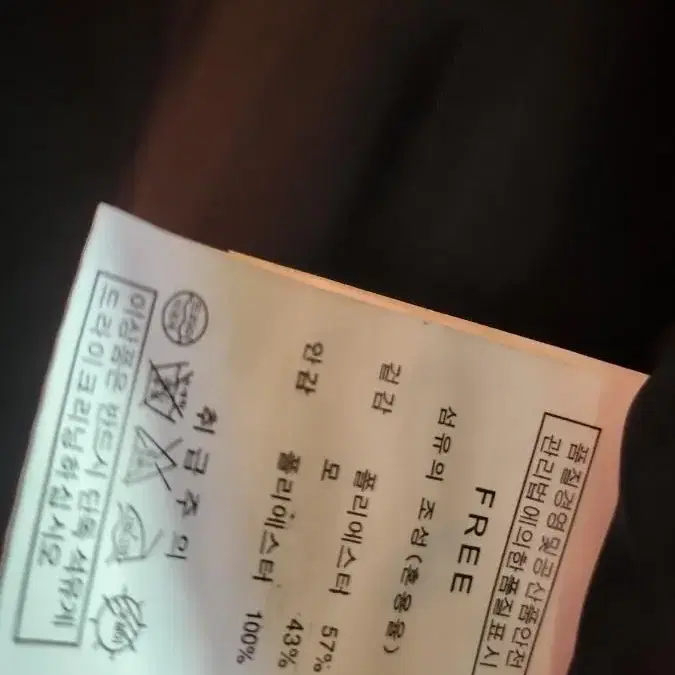 품질경영 및 공산품안전
관리법에의한 품질표시
FREE
섬유의 조성(혼용율)
겉감 폴리에스터 57%
모 43%
안감 폴리에스터 100%
취급주의
이상품은 반드시 단독 석유계
드라이크리닝하십시오